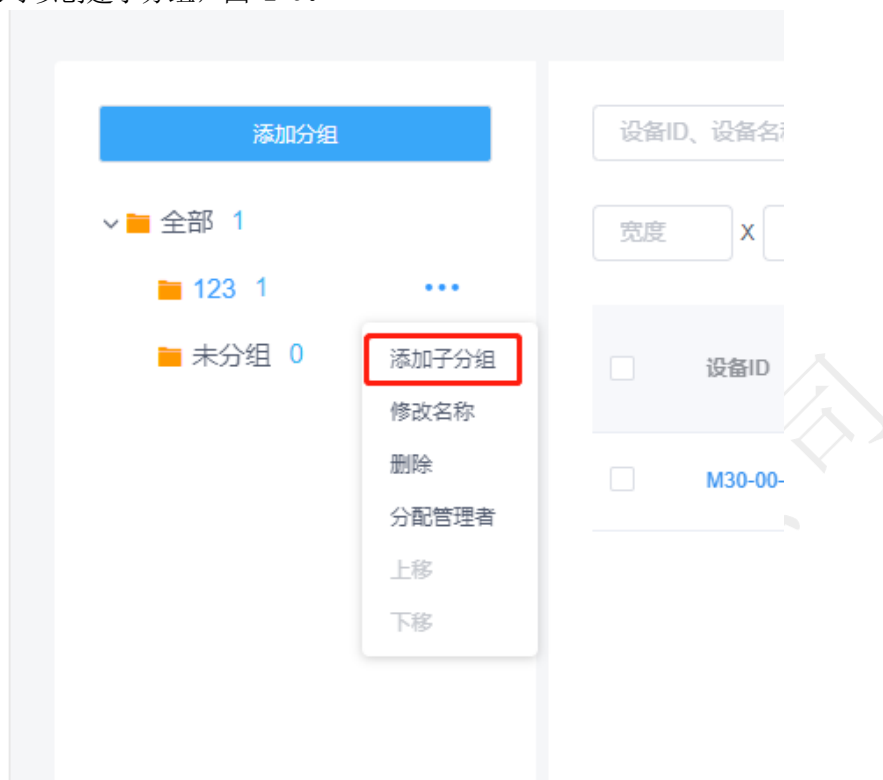 添加分组
设备ID、设备名
全部 1
宽度 X
123 1 •••
未分组 0
添加子分组
修改名称
删除
分配管理者
上移
下移
设备ID
M30-00-